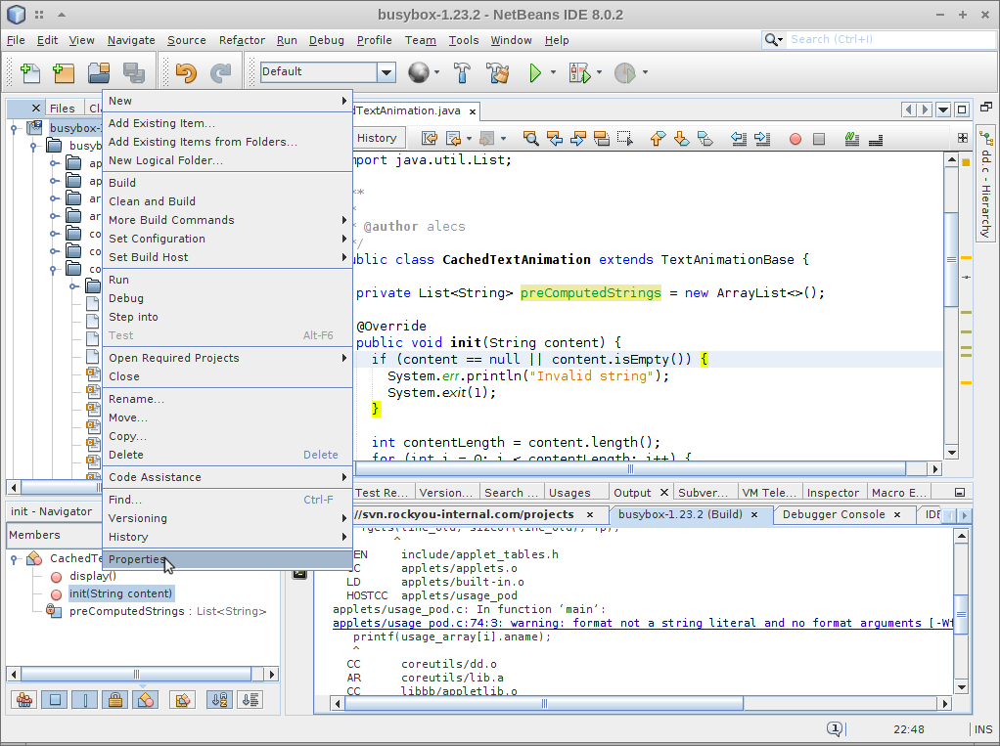 busybox-1.23.2 - NetBeans IDE 8.0.2
File Edit View Navigate Source Refactor Run Debug Profile Team Tools Window Help
Search (Ctrl+I)
Default
Files
dTextAnimation.java
busybox-
busyb
ap
ap
ar
ar
co
co
co
New
Add Existing Item...
Add Existing Items from Folders...
New Logical Folder...
Build
Clean and Build
More Build Commands
Set Configuration
Set Build Host
Run
Debug
Step into
Test Alt-F6
Open Required Projects
Close
Rename...
Move...
Copy...
Delete Delete
Code Assistance
Find... Ctrl-F
Versioning
History
Properties
History
mport java.util.List;
**
*
* @author alecs
*/
ublic class CachedTextAnimation extends TextAnimationBase {
private List<String> preComputedStrings = new ArrayList<>();
@Override
public void init(String content) {
if (content == null || content.isEmpty()) {
System.err.println("Invalid string");
System.exit(1);
}
int contentLength = content.length();
for (int i = 0; i < contentLength; i++) {
dd.c - Hierarchy
init - Navigator
Members
CachedTe
display()
init(String content)
preComputedStrings : List<String>
Test Re... Version... Search ... Usages Output Subver... VM Tele... Inspector Macro E...
//svn.rockyou-internal.com/projects busybox-1.23.2 (Build) Debugger Console IDE
fgets(line_old, sizeof(line_old), fp);
^
EN include/applet_tables.h
CC applets/applets.o
LD applets/built-in.o
HOSTCC applets/usage_pod
applets/usage_pod.c: In function ‘main’:
applets/usage_pod.c:74:3: warning: format not a string literal and no format arguments [-Wf
printf(usage_array[i].aname);
^
CC coreutils/dd.o
AR coreutils/lib.a
CC libbb/appletlib.o
1 22:48 INS